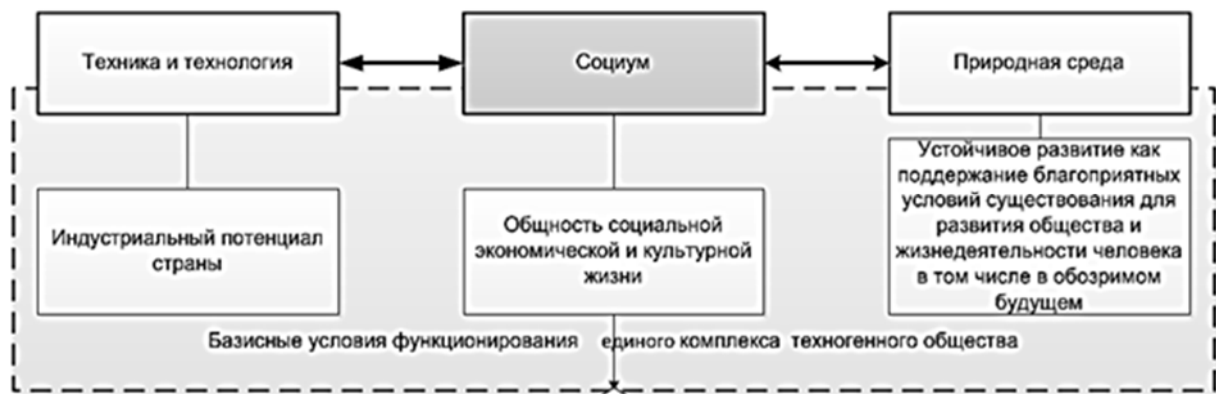 Техника и технология
Социум
Природная среда
Индустриальный потенциал
страны
Общность социальной
экономической и культурной
жизни
Устойчивое развитие как
поддержание благоприятных
условий существования для
развития общества и
жизнедеятельности человека
в том числе в обозримом
будущем
Базисные условия функционирования единого комплекса техногенного общества